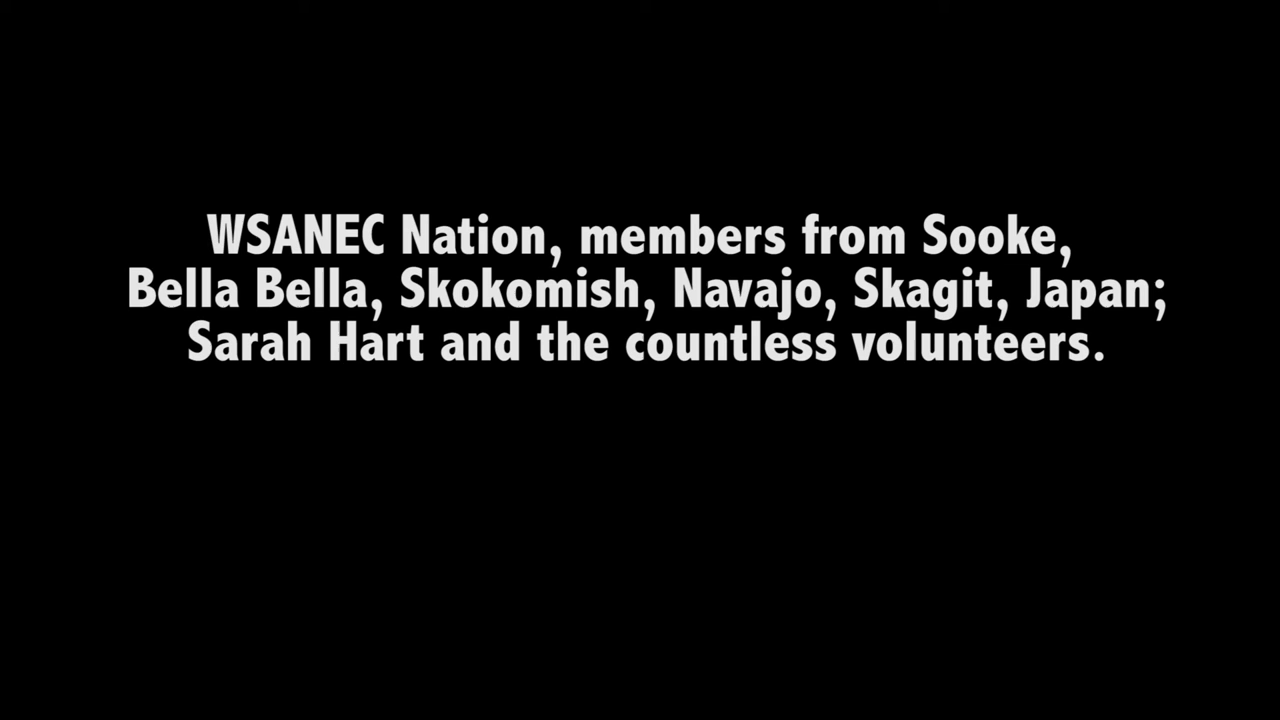 WSANEC Nation, members from Sooke,
Bella Bella, Skokomish, Navajo, Skagit, Japan;
Sarah Hart and the countless volunteers.